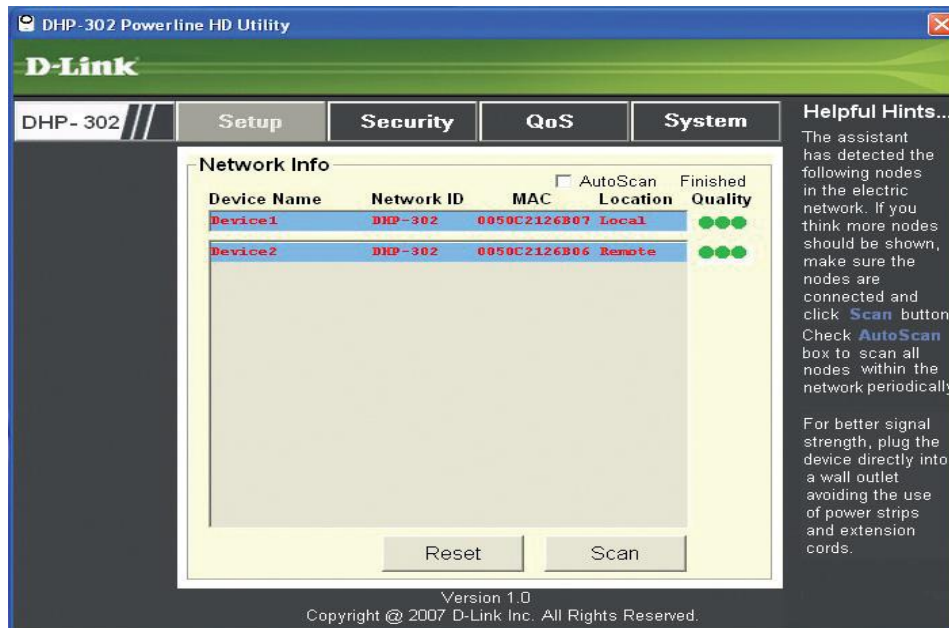 DHP-302 Powerline HD Utility
D-Link
DHP- 302
Setup
Security
QoS
System
Network Info
AutoScan Finished
Device Name Network ID MAC Location Quality
Device1 DHP-302 0050C2126B07 Local
Device2 DHP-302 0050C2126B06 Remote
Reset
Scan
Helpful Hints...
The assistant
has detected the
following nodes
in the electric
network. If you
think more nodes
should be shown,
make sure the
nodes are
connected and
click Scan button
Check AutoScan
box to scan all
nodes within the
network periodically
For better signal
strength, plug the
device directly into
a wall outlet
avoiding the use
of power strips
and extension
cords.
Version 1.0
Copyright @ 2007 D-Link Inc. All Rights Reserved.